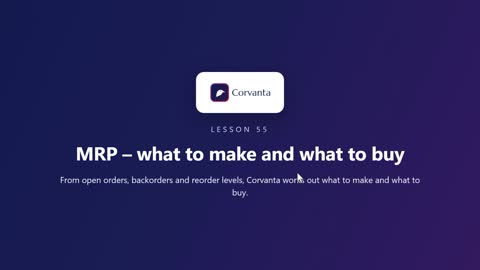 Corvanta
LESSON 55
MRP – what to make and what to buy
From open orders, backorders and reorder levels, Corvanta works out what to make and what to
buy.